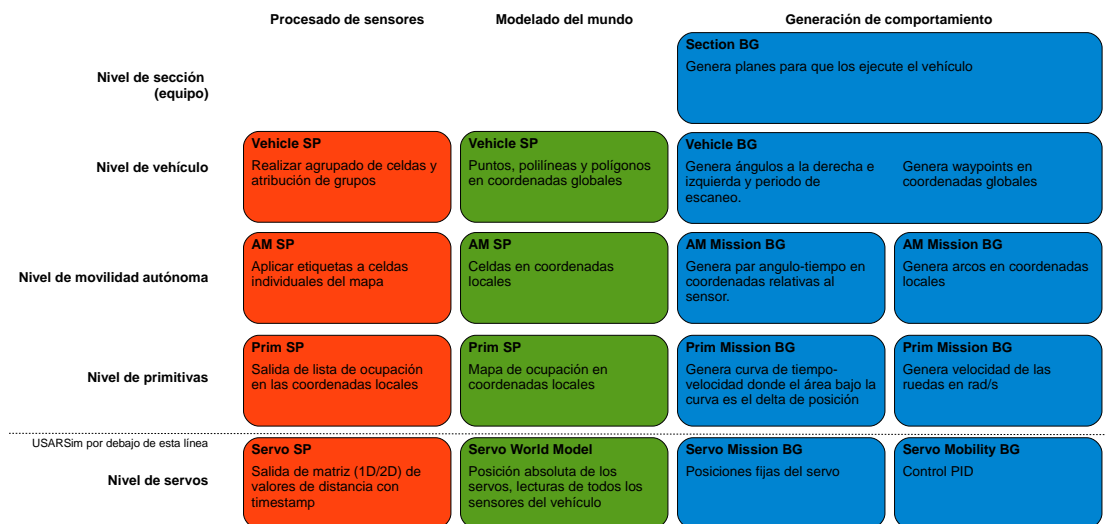 Procesado de sensores
Modelado del mundo
Generación de comportamiento
Nivel de sección
(equipo)
Section BG
Genera planes para que los ejecute el vehículo
Nivel de vehículo
Vehicle SP
Realizar agrupado de celdas y
atribución de grupos
Vehicle SP
Puntos, polilíneas y polígonos
en coordenadas globales
Vehicle BG
Genera ángulos a la derecha e
izquierda y periodo de
escaneo.
Genera waypoints en
coordenadas globales
Nivel de movilidad autónoma
AM SP
Aplicar etiquetas a celdas
individuales del mapa
AM SP
Celdas en coordenadas
locales
AM Mission BG
Genera par angulo-tiempo en
coordenadas relativas al
sensor.
AM Mission BG
Genera arcos en coordenadas
locales
Nivel de primitivas
Prim SP
Salida de lista de ocupación
en las coordenadas locales
Prim SP
Mapa de ocupación en
coordenadas locales
Prim Mission BG
Genera curva de tiempo-
velocidad donde el área bajo la
curva es el delta de posición
Prim Mission BG
Genera velocidad de las
ruedas en rad/s
USARSim por debajo de esta línea
Nivel de servos
Servo SP
Salida de matriz (1D/2D) de
valores de distancia con
timestamp
Servo World Model
Posición absoluta de los
servos, lecturas de todos los
sensores del vehículo
Servo Mission BG
Posiciones fijas del servo
Servo Mobility BG
Control PID